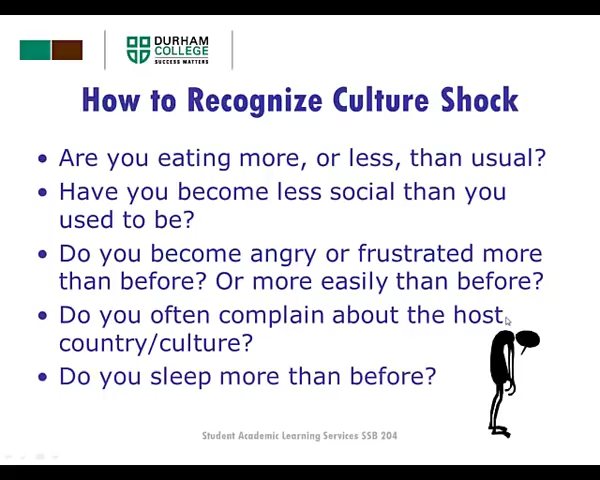 DURHAM
COLLEGE
SUCCESS MATTERS
How to Recognize Culture Shock
• Are you eating more, or less, than usual?
• Have you become less social than you
used to be?
• Do you become angry or frustrated more
than before? Or more easily than before?
• Do you often complain about the host
country/culture?
• Do you sleep more than before?
Student Academic Learning Services SSB 204